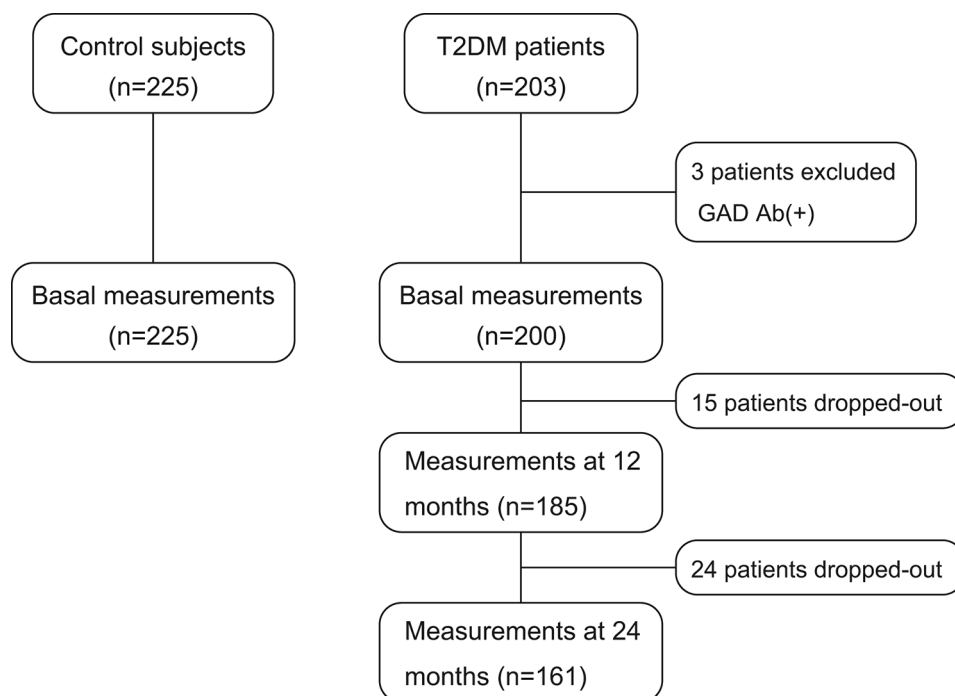 Control subjects
(n=225)
T2DM patients
(n=203)
3 patients excluded
GAD Ab(+)
Basal measurements
(n=225)
Basal measurements
(n=200)
15 patients dropped-out
Measurements at 12
months (n=185)
24 patients dropped-out
Measurements at 24
months (n=161)